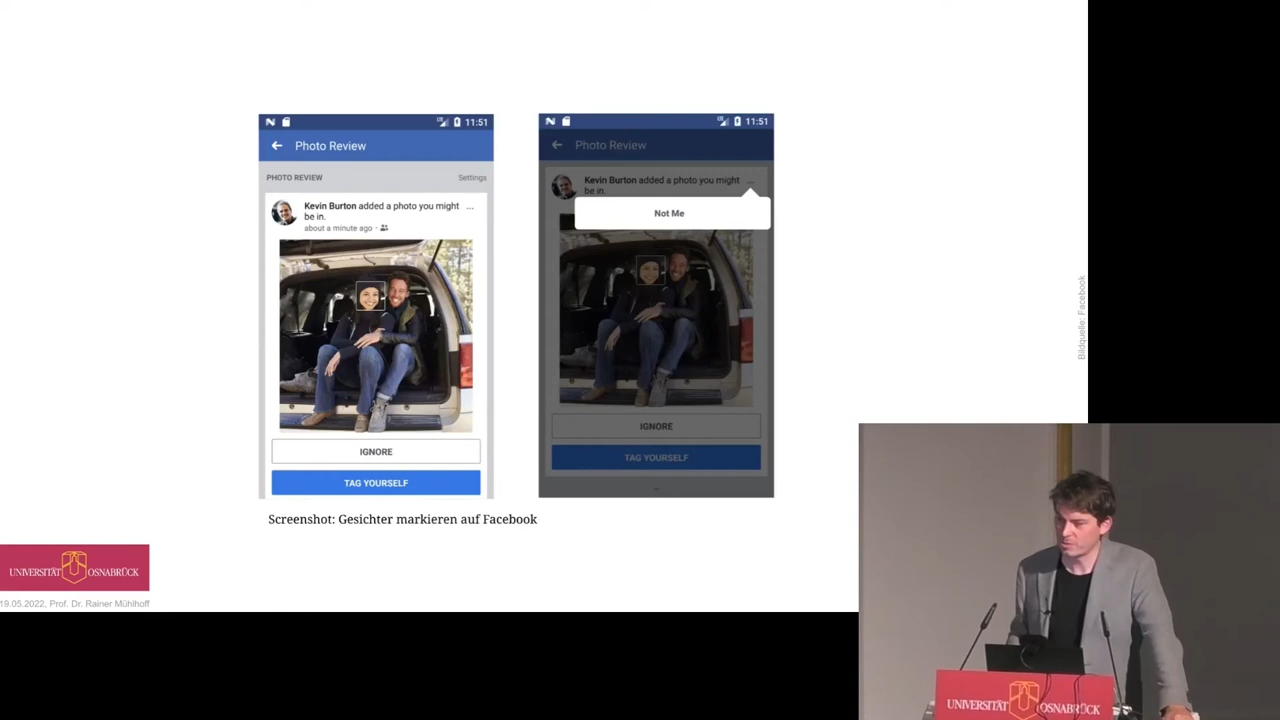 11:51
Photo Review
PHOTO REVIEW
Settings
Kevin Burton added a photo you might ...
be in.
about a minute ago ·
IGNORE
TAG YOURSELF
11:51
Photo Review
Kevin Burton added a photo you might ...
be in.
Not Me
IGNORE
TAG YOURSELF
Screenshot: Gesichter markieren auf Facebook
Bildquelle: Facebook
UNIVERSITÄT OSNABRÜCK
19.05.2022, Prof. Dr. Rainer Mühlhoff
UNIVERSITÄT OSNABRÜCK